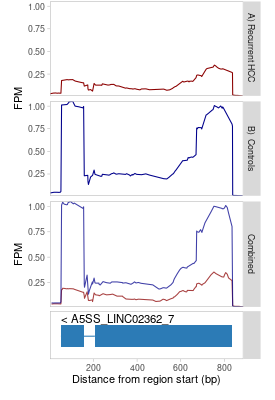 1.00
0.75
0.50
0.25
A) Recurrent HCC
1.00
0.75
0.50
0.25
B) Controls
1.00
0.75
0.50
0.25
Combined
FPM
FPM
FPM
< A5SS_LINC02362_7
200 400 600 800
Distance from region start (bp)